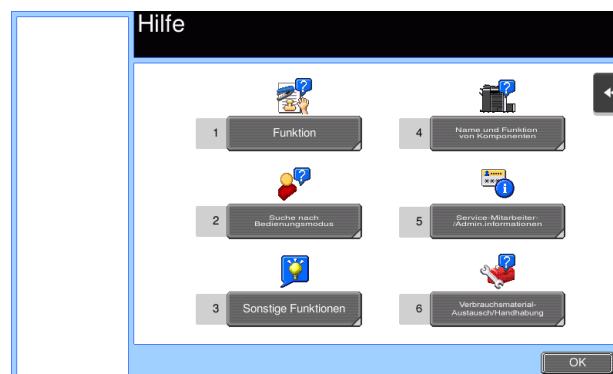 Hilfe
1 Funktion
4 Name und Funktion
von Komponenten
2 Suche nach
Bedienungsmodus
5 Service-Mitarbeiter-
/Admin.informationen
3 Sonstige Funktionen
6 Verbrauchsmaterial-
Austausch/Handhabung
OK